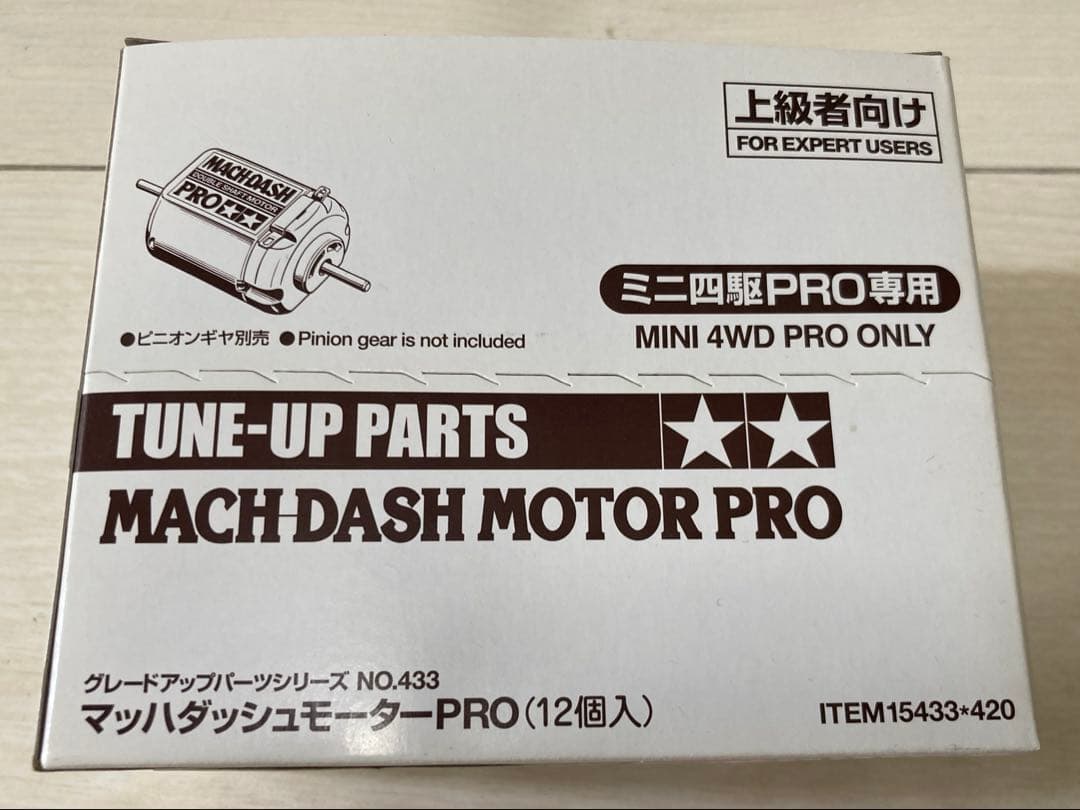 上級者向け
FOR EXPERT USERS
MACH-DASH
DOUBLE SHAFT MOTOR
PRO
ミニ四駆PRO専用
●ピニオンギヤ別売 ●Pinion gear is not included
MINI 4WD PRO ONLY
TUNE-UP PARTS
MACH-DASH MOTOR PRO
グレードアップパーツシリーズ NO.433
マッハダッシュモーターPRO(12個入)
ITEM15433*420